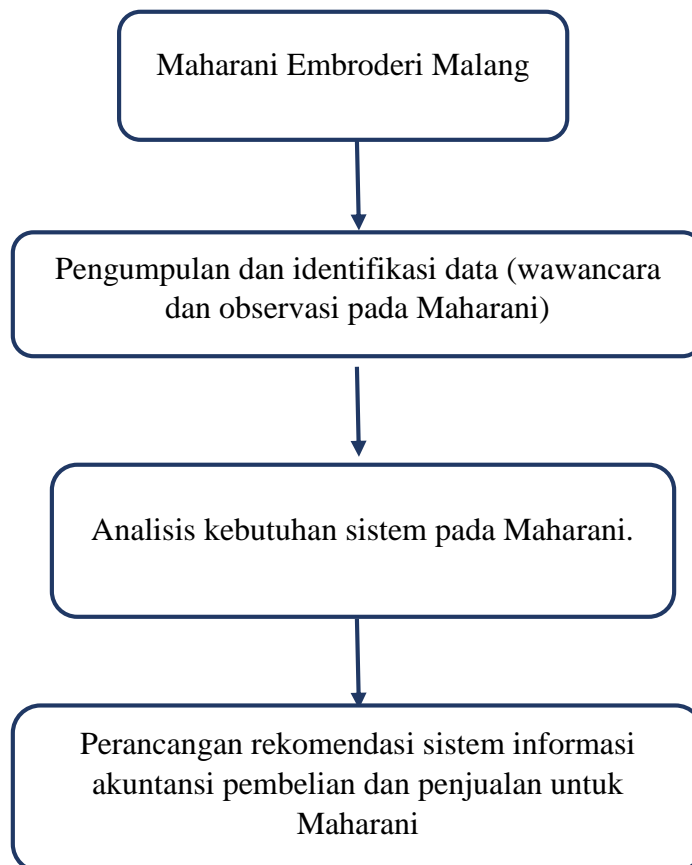 Maharani Embroderi Malang
Pengumpulan dan identifikasi data (wawancara
dan observasi pada Maharani)
Analisis kebutuhan sistem pada Maharani.
Perancangan rekomendasi sistem informasi
akuntansi pembelian dan penjualan untuk
Maharani